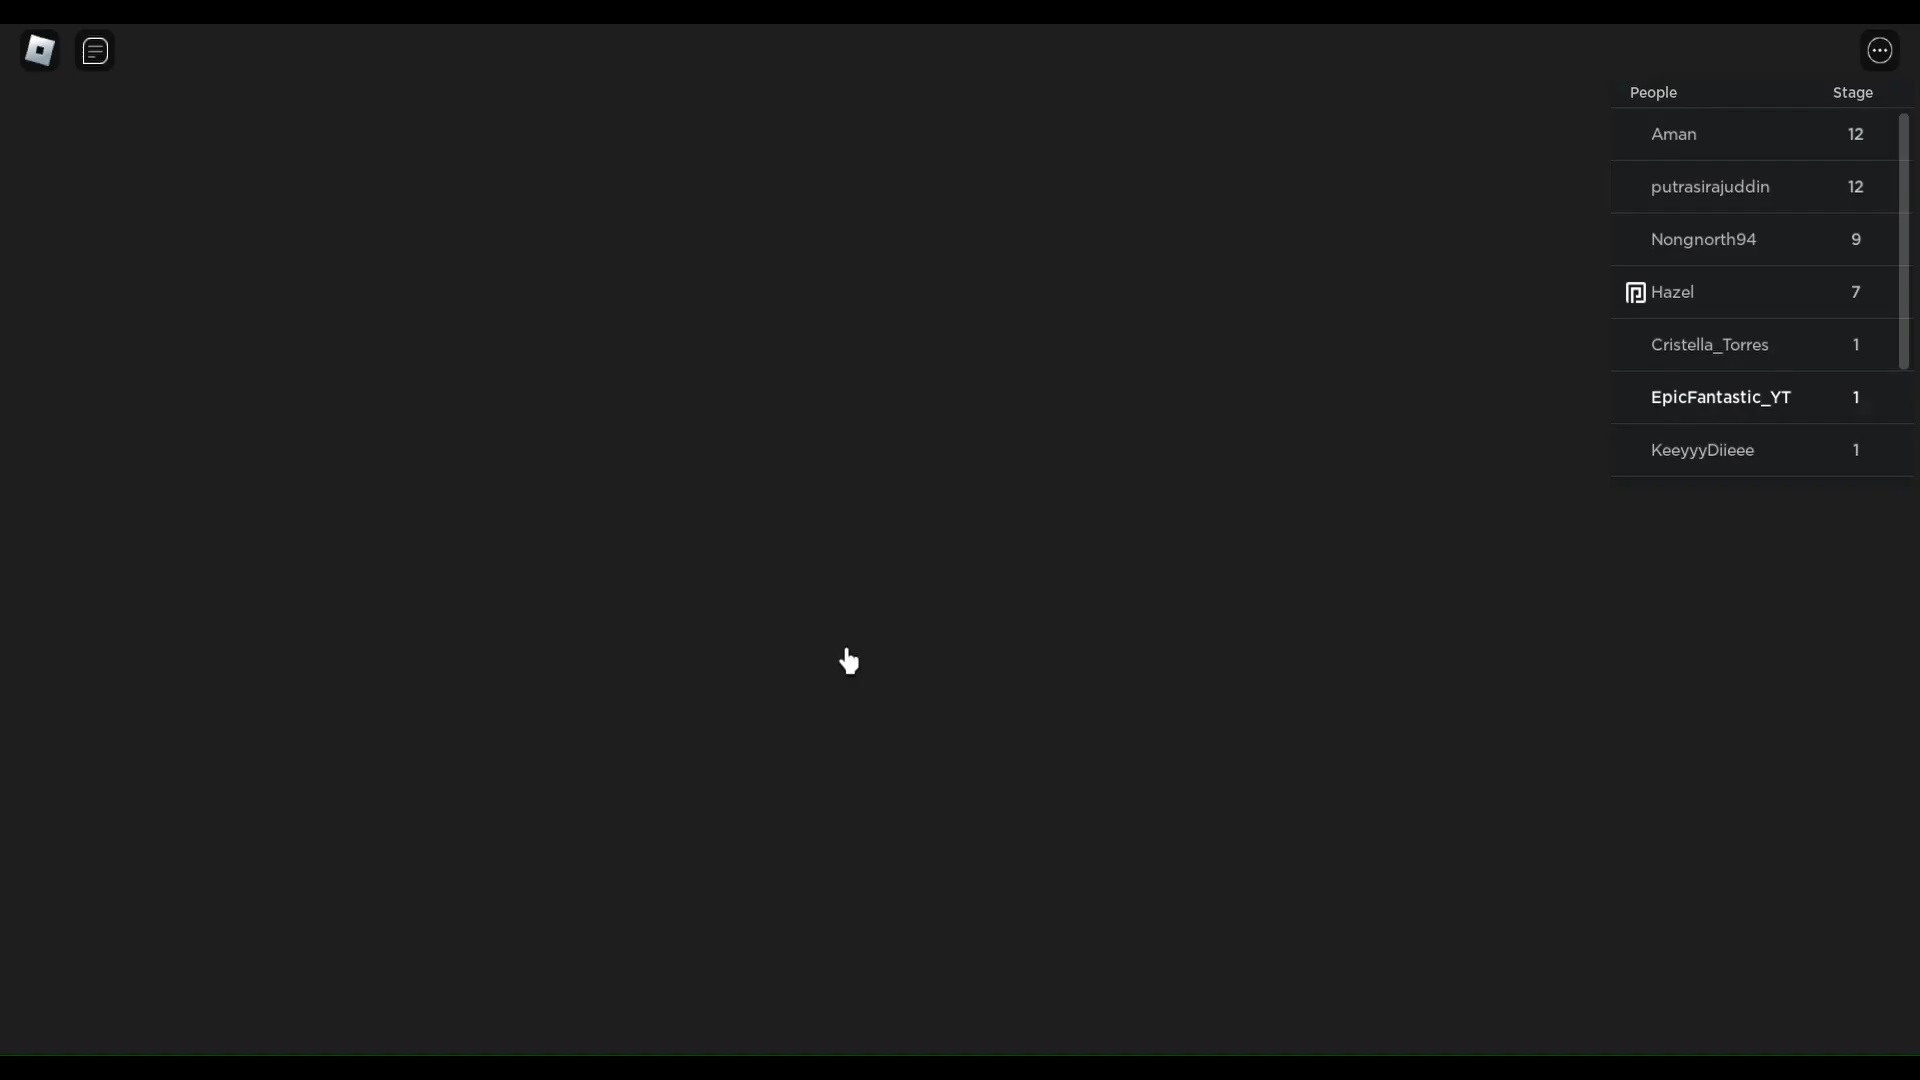 People Stage
Aman 12
putrasirajuddin 12
Nongnorth94 9
Hazel 7
Cristella_Torres 1
EpicFantastic_YT 1
KeeyyyDiieee 1